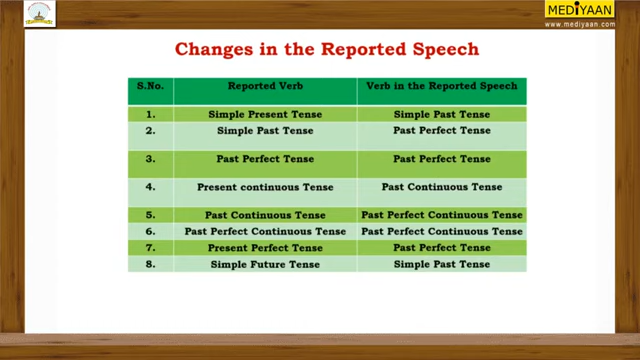 MEDiYAAN
www.mediyaan.com
Changes in the Reported Speech
S.No. Reported Verb Verb in the Reported Speech
1. Simple Present Tense Simple Past Tense
2. Simple Past Tense Past Perfect Tense
3. Past Perfect Tense Past Perfect Tense
4. Present continuous Tense Past Continuous Tense
5. Past Continuous Tense Past Perfect Continuous Tense
6. Past Perfect Continuous Tense Past Perfect Continuous Tense
7. Present Perfect Tense Past Perfect Tense
8. Simple Future Tense Simple Past Tense